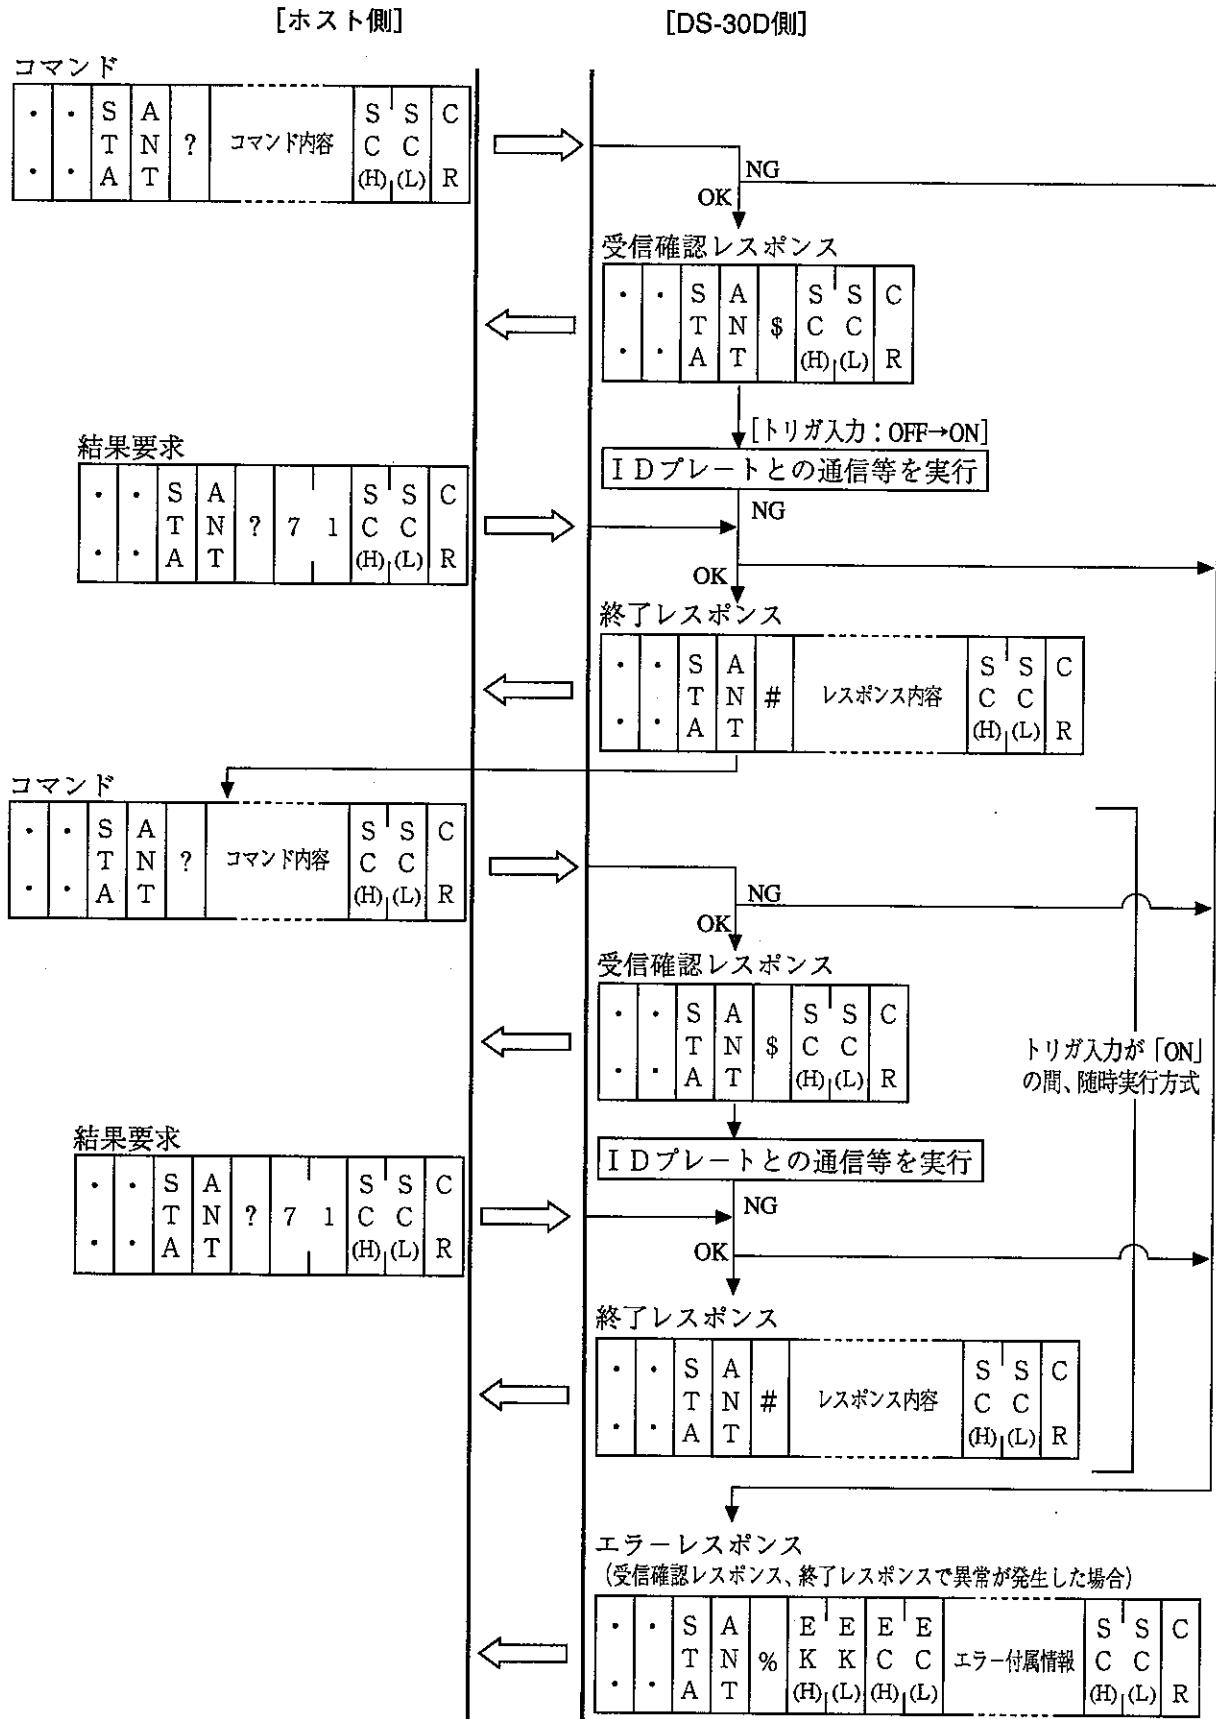 [ホスト側] [DS-30D側]
コマンド
・ ・ S A S S C
T N ? コマンド内容 C C
・ ・ A T (H) (L) R
NG
OK
受信確認レスポンス
・ ・ S A S S C
T N $ C C
・ ・ A T (H) (L) R
[トリガ入力：OFF→ON]
IDプレートとの通信等を実行
結果要求
・ ・ S A S S C
T N ? 7 1 C C
・ ・ A T (H) (L) R
NG
OK
終了レスポンス
・ ・ S A S S C
T N # レスポンス内容 C C
・ ・ A T (H) (L) R
コマンド
・ ・ S A S S C
T N ? コマンド内容 C C
・ ・ A T (H) (L) R
NG
OK
受信確認レスポンス
・ ・ S A S S C
T N $ C C
・ ・ A T (H) (L) R
トリガ入力が「ON」
の間、随時実行方式
IDプレートとの通信等を実行
結果要求
・ ・ S A S S C
T N ? 7 1 C C
・ ・ A T (H) (L) R
NG
OK
終了レスポンス
・ ・ S A S S C
T N # レスポンス内容 C C
・ ・ A T (H) (L) R
エラーレスポンス
(受信確認レスポンス、終了レスポンスで異常が発生した場合)
・ ・ S A E E E E S S C
T N % K K C C エラー付属情報 C C
・ ・ A T (H) (L) (H) (L) (H) (L) R